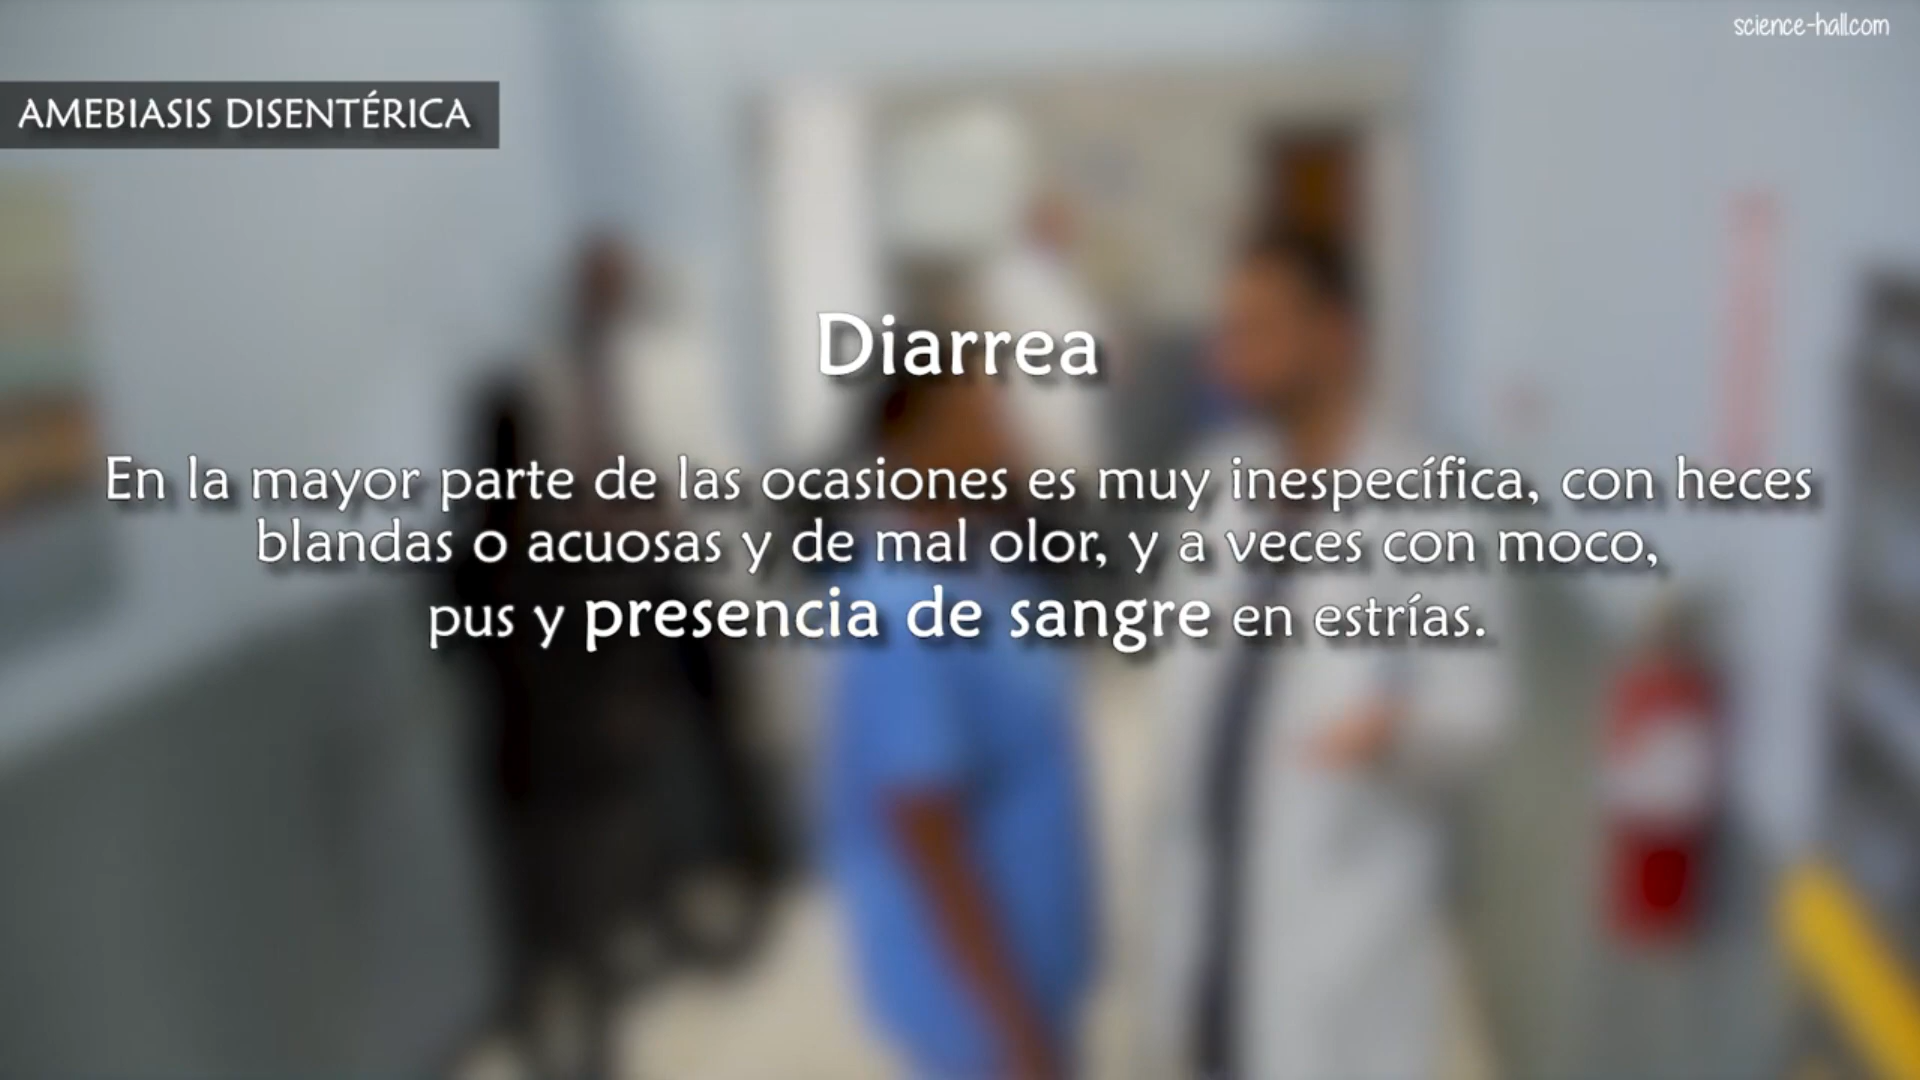 science-hall.com
AMEBIASIS DISENTÉRICA
Diarrea
En la mayor parte de las ocasiones es muy inespecífica, con heces
blandas o acuosas y de mal olor, y a veces con moco,
pus y presencia de sangre en estrías.